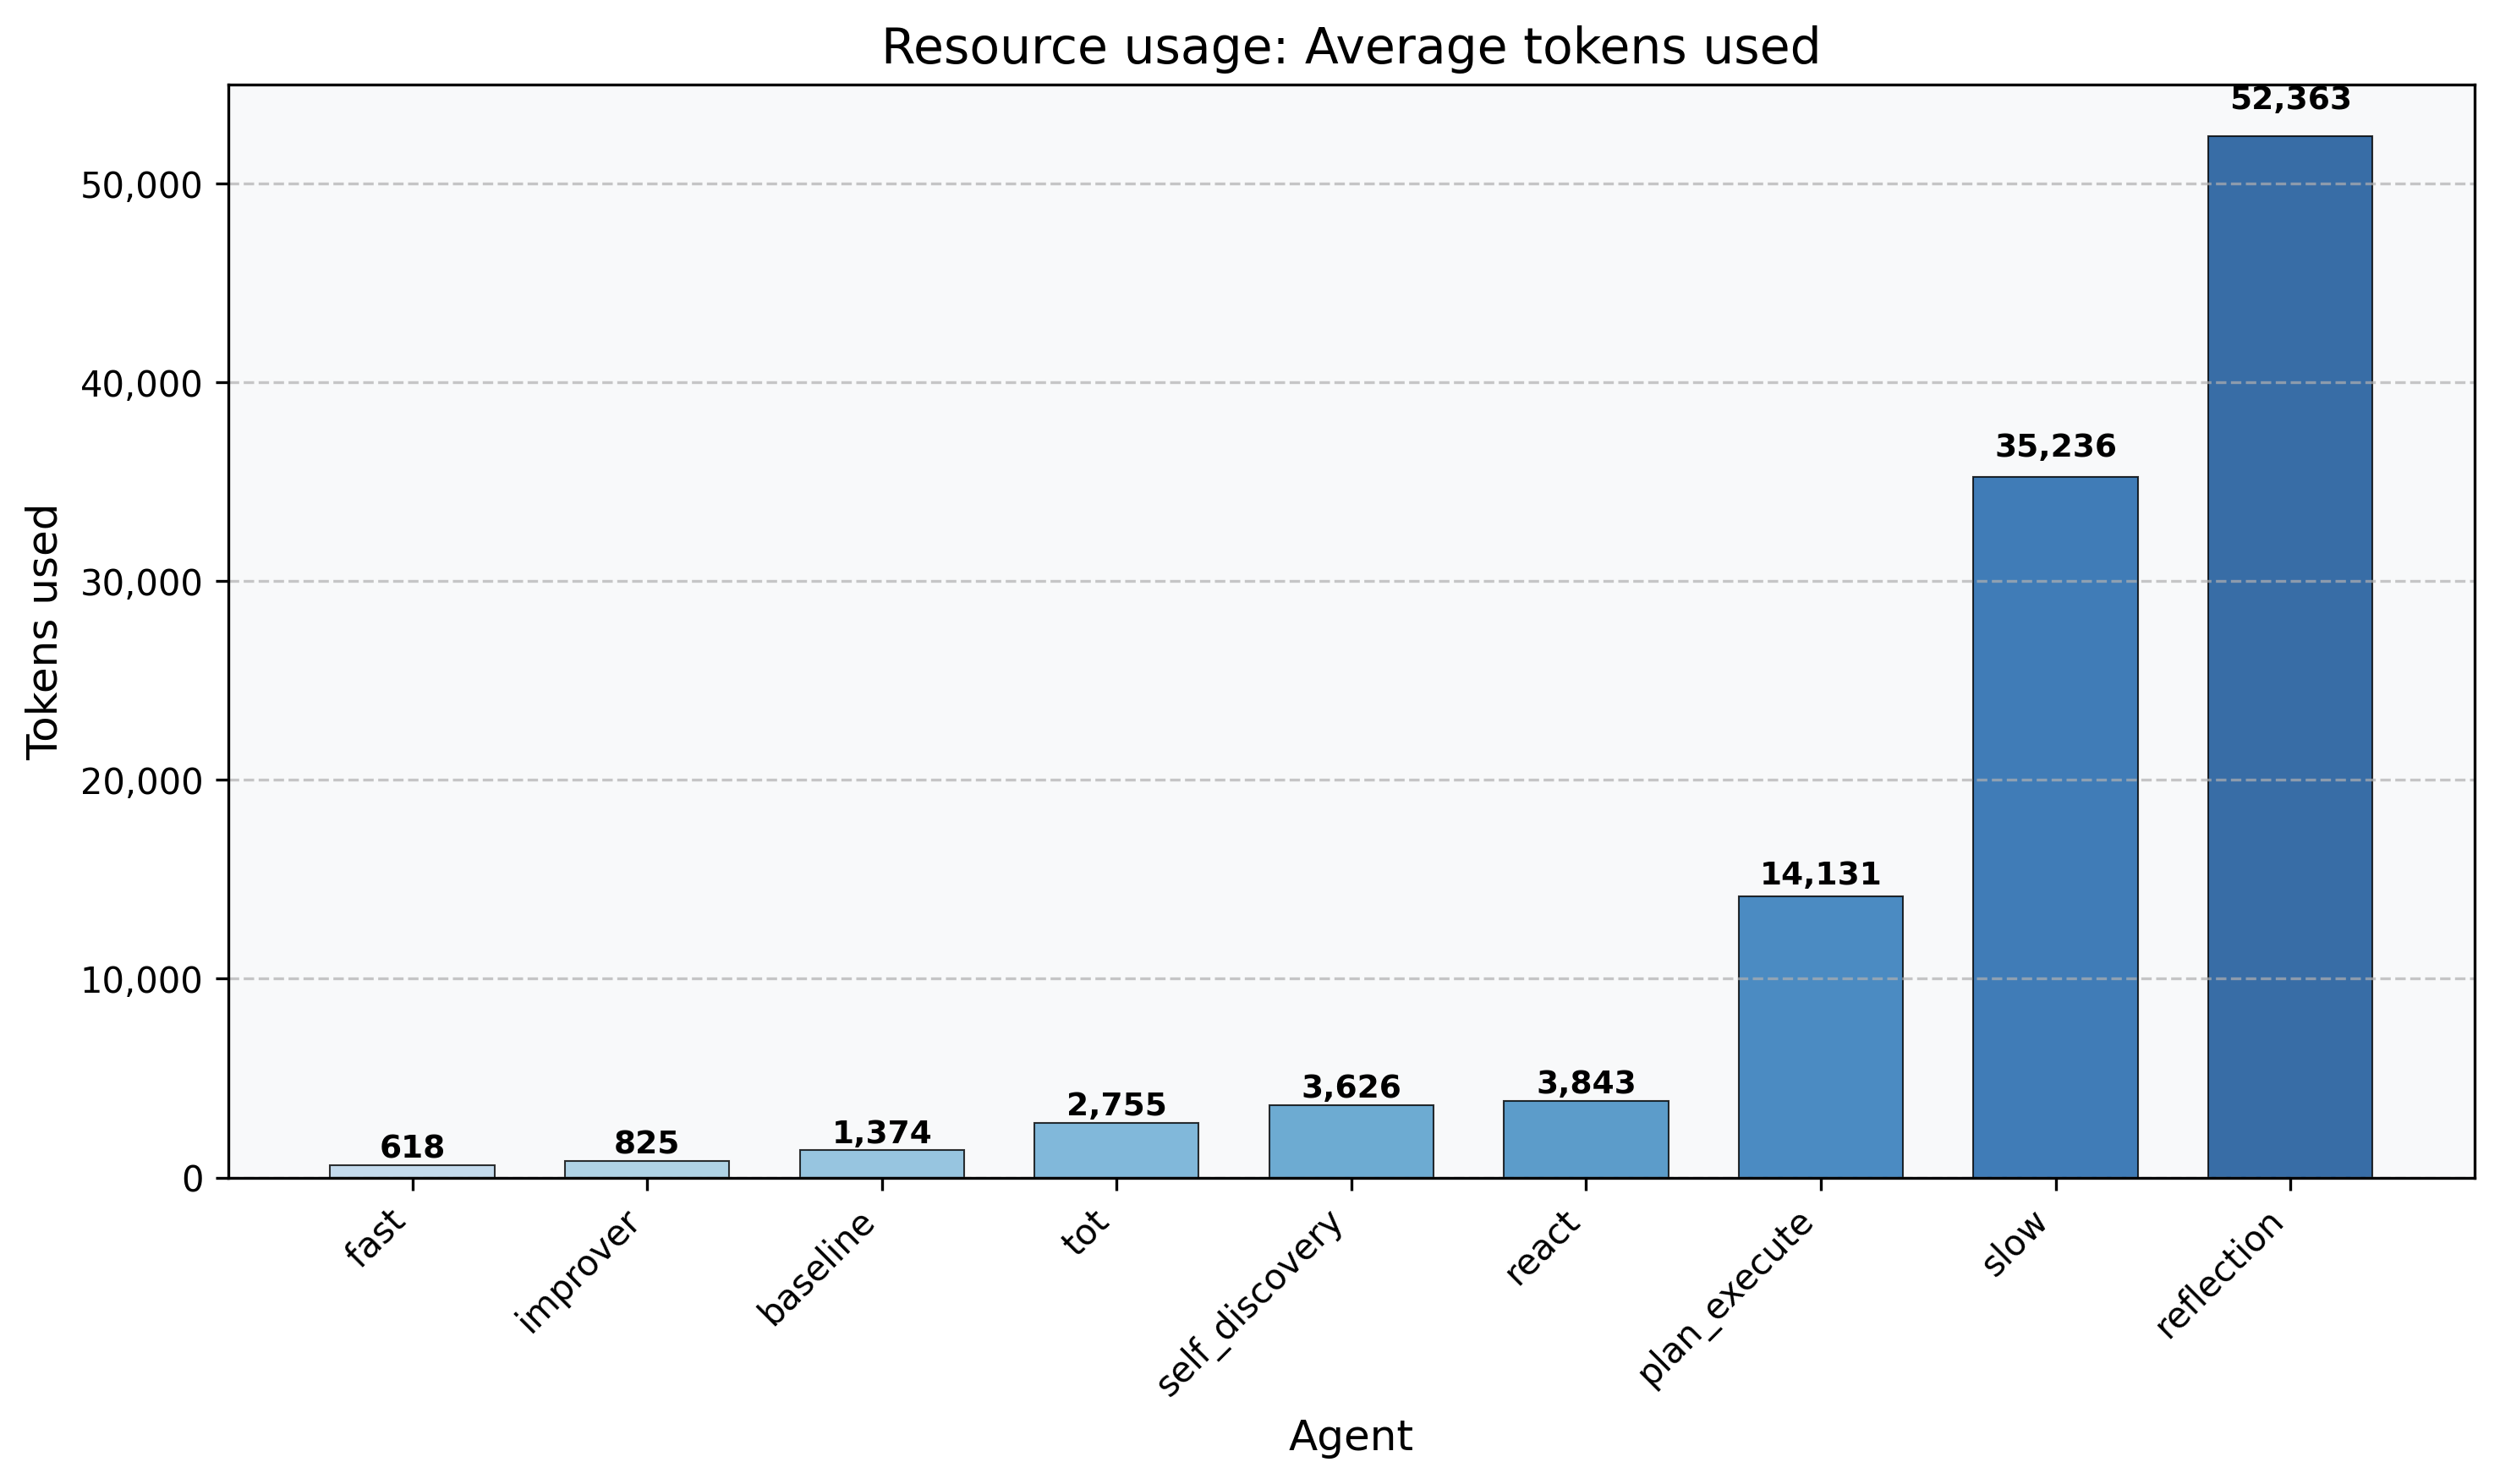 Resource usage: Average tokens used
Tokens used
50,000
40,000
30,000
20,000
10,000
0
618
825
1,374
2,755
3,626
3,843
14,131
35,236
52,363
fast
improver
baseline
tot
self_discovery
react
plan_execute
slow
reflection
Agent